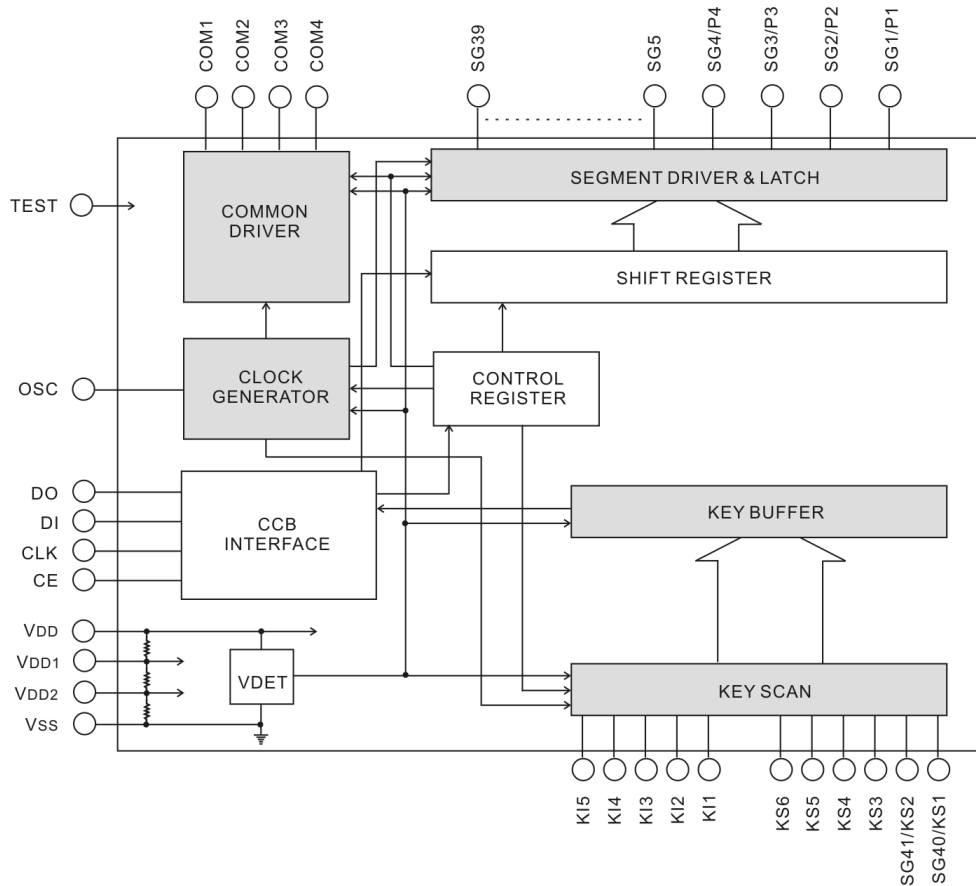 COM1
COM2
COM3
COM4
SG39
SG5
SG4/P4
SG3/P3
SG2/P2
SG1/P1
TEST
COMMON
DRIVER
SEGMENT DRIVER & LATCH
SHIFT REGISTER
OSC
CLOCK
GENERATOR
CONTROL
REGISTER
DO
DI
CLK
CE
CCB
INTERFACE
KEY BUFFER
VDD
VDD1
VDD2
VSS
VDET
KEY SCAN
KI5
KI4
KI3
KI2
KI1
KS6
KS5
KS4
KS3
SG41/KS2
SG40/KS1